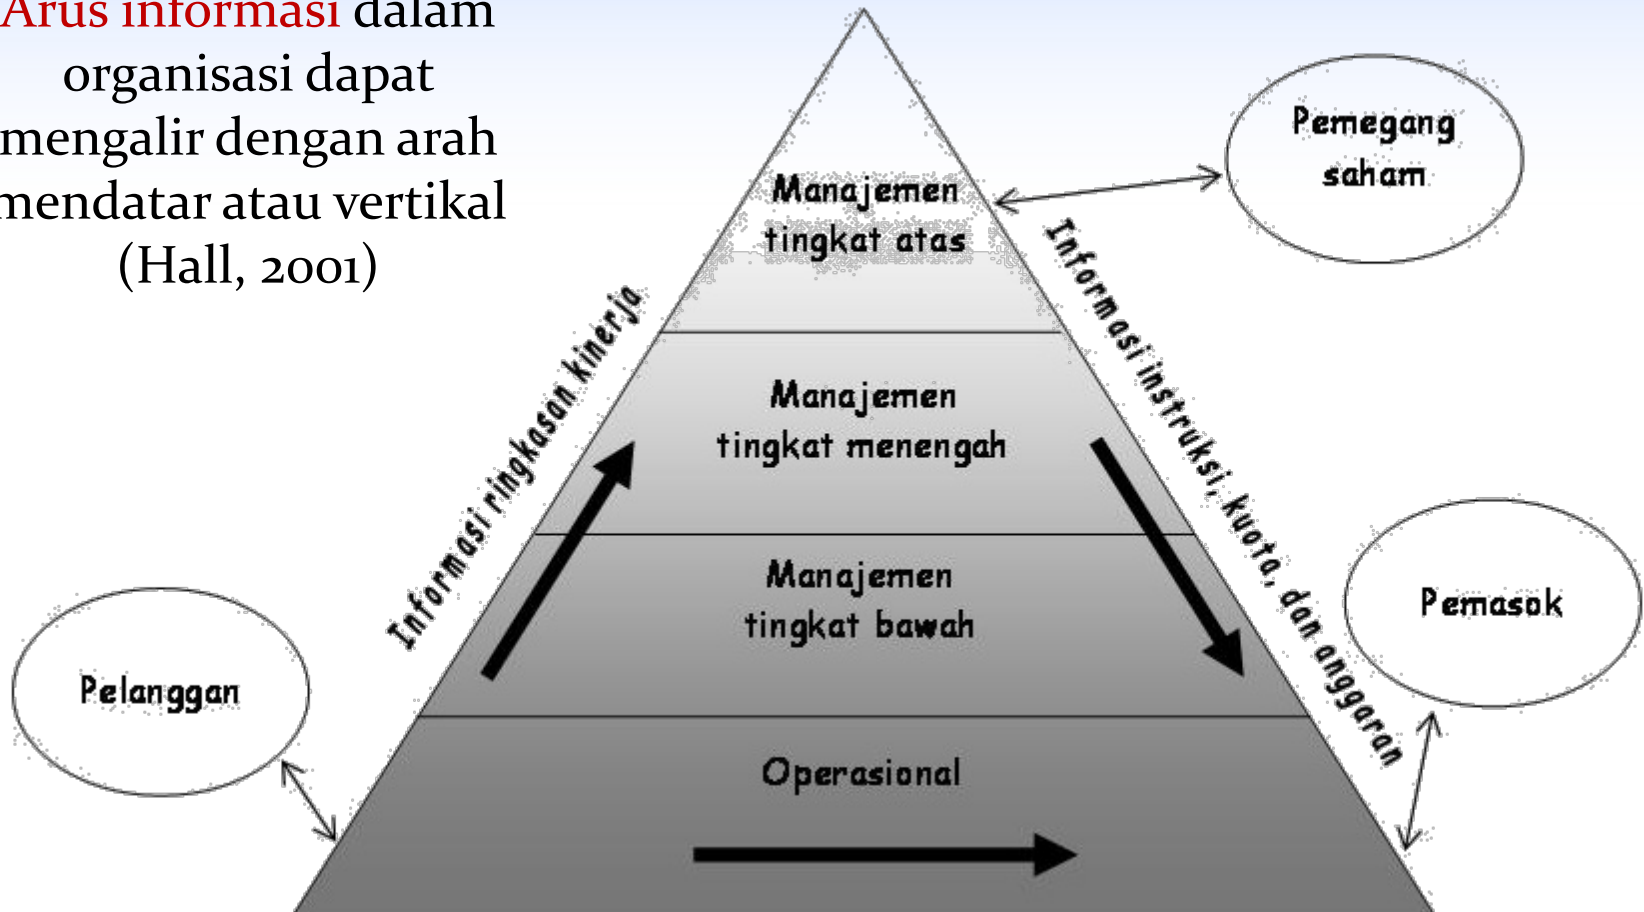 Arus informasi dalam
organisasi dapat
mengalir dengan arah
mendatar atau vertikal
(Hall, 2001)
Pemegang
saham
Manajemen
tingkat atas
Informasi ringkasan kinerja
Informasi instruksi, kuota, dan anggaran
Manajemen
tingkat menengah
Manajemen
tingkat bawah
Pemasok
Pelanggan
Operasional